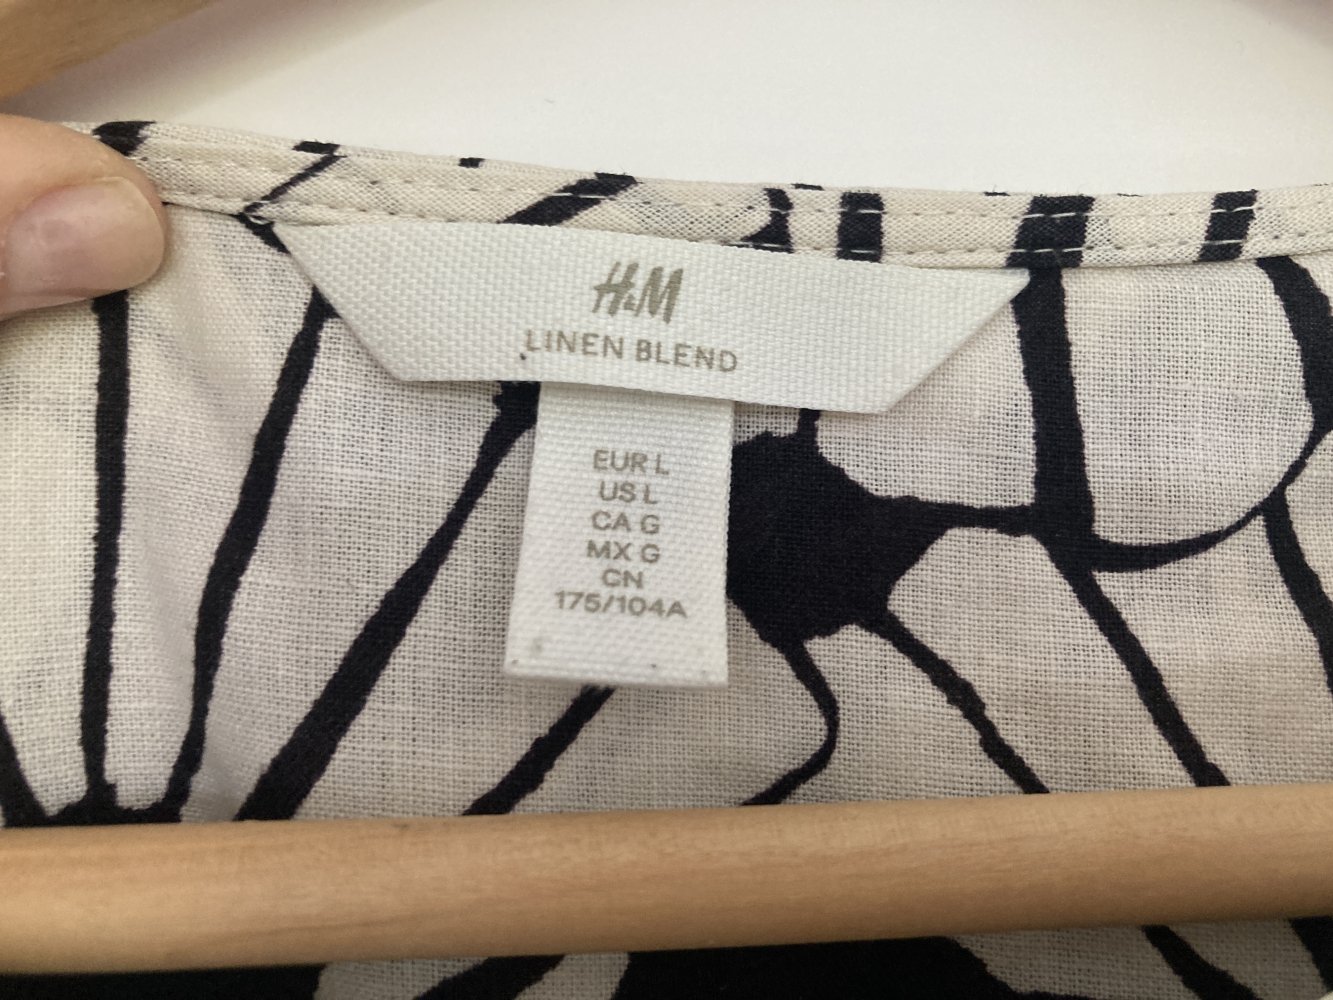 H&M
LINEN BLEND
EUR L
US L
CA G
MX G
CN
175/104A